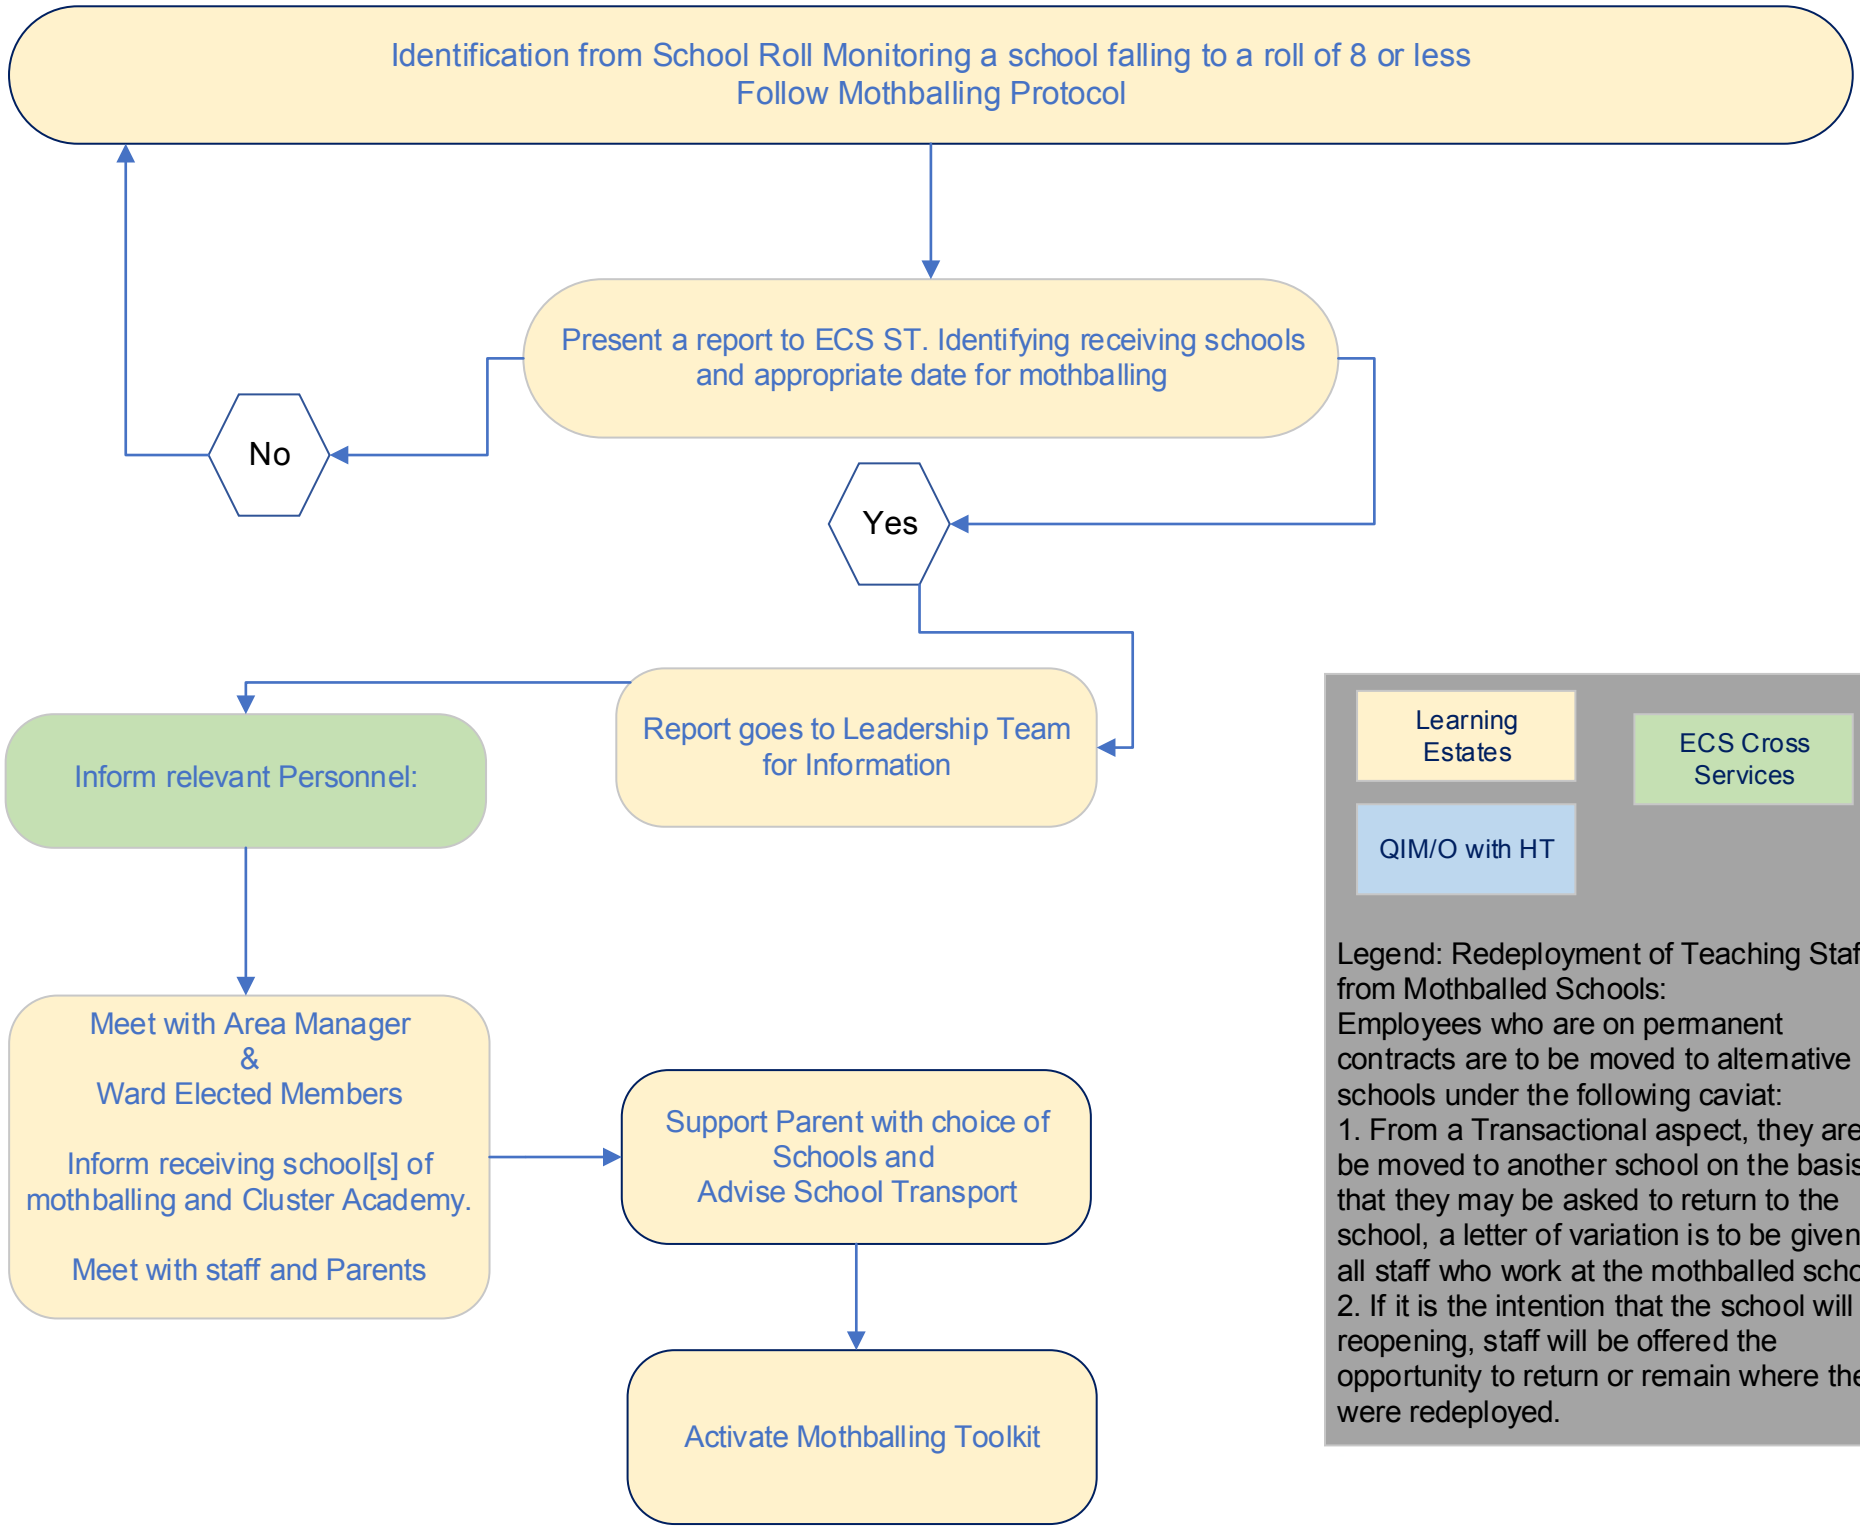 Identification from School Roll Monitoring a school falling to a roll of 8 or less
Follow Mothballing Protocol
Present a report to ECS ST. Identifying receiving schools
and appropriate date for mothballing
No
Yes
Report goes to Leadership Team
for Information
Inform relevant Personnel:
Meet with Area Manager
&
Ward Elected Members
Inform receiving school[s] of
mothballing and Cluster Academy.
Meet with staff and Parents
Support Parent with choice of
Schools and
Advise School Transport
Activate Mothballing Toolkit
Learning
Estates
ECS Cross
Services
QIM/O with HT
Legend: Redeployment of Teaching
from Mothballed Schools:
Employees who are on permanent
contracts are to be moved to alternative
schools under the following caviat:
1. From a Transactional aspect, they are
be moved to another school on the basis
that they may be asked to return to the
school, a letter of variation is to be given
all staff who work at the mothballed
2. If it is the intention that the school will
reopening, staff will be offered the
opportunity to return or remain where
were redeployed.